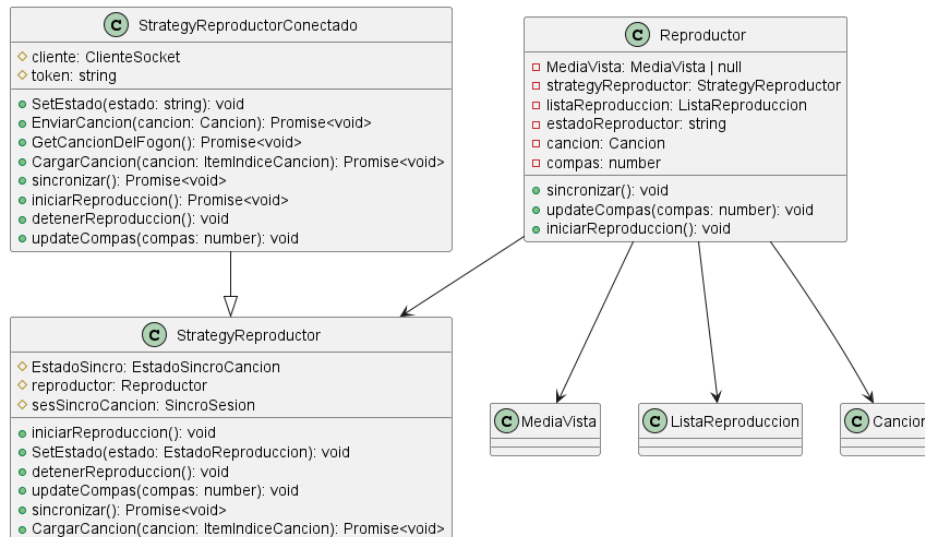 C StrategyReproductorConectado
cliente: ClienteSocket
token: string
SetEstado(estado: string): void
EnviarCancion(cancion: Cancion): Promise<void>
GetCancionDelFogon(): Promise<void>
CargarCancion(cancion: ItemIndiceCancion): Promise<void>
sincronizar(): Promise<void>
iniciarReproduccion(): Promise<void>
detenerReproduccion(): void
updateCompas(compas: number): void
C Reproductor
MediaVista: MediaVista | null
strategyReproductor: StrategyReproductor
listaReproduccion: ListaReproduccion
estadoReproductor: string
cancion: Cancion
compas: number
sincronizar(): void
updateCompas(compas: number): void
iniciarReproduccion(): void
C StrategyReproductor
EstadoSincro: EstadoSincroCancion
reproductor: Reproductor
sesSincroCancion: SincroSesion
iniciarReproduccion(): void
SetEstado(estado: EstadoReproduccion): void
detenerReproduccion(): void
updateCompas(compas: number): void
sincronizar(): Promise<void>
CargarCancion(cancion: ItemIndiceCancion): Promise<void>
C MediaVista
C ListaReproduccion
C Cancion